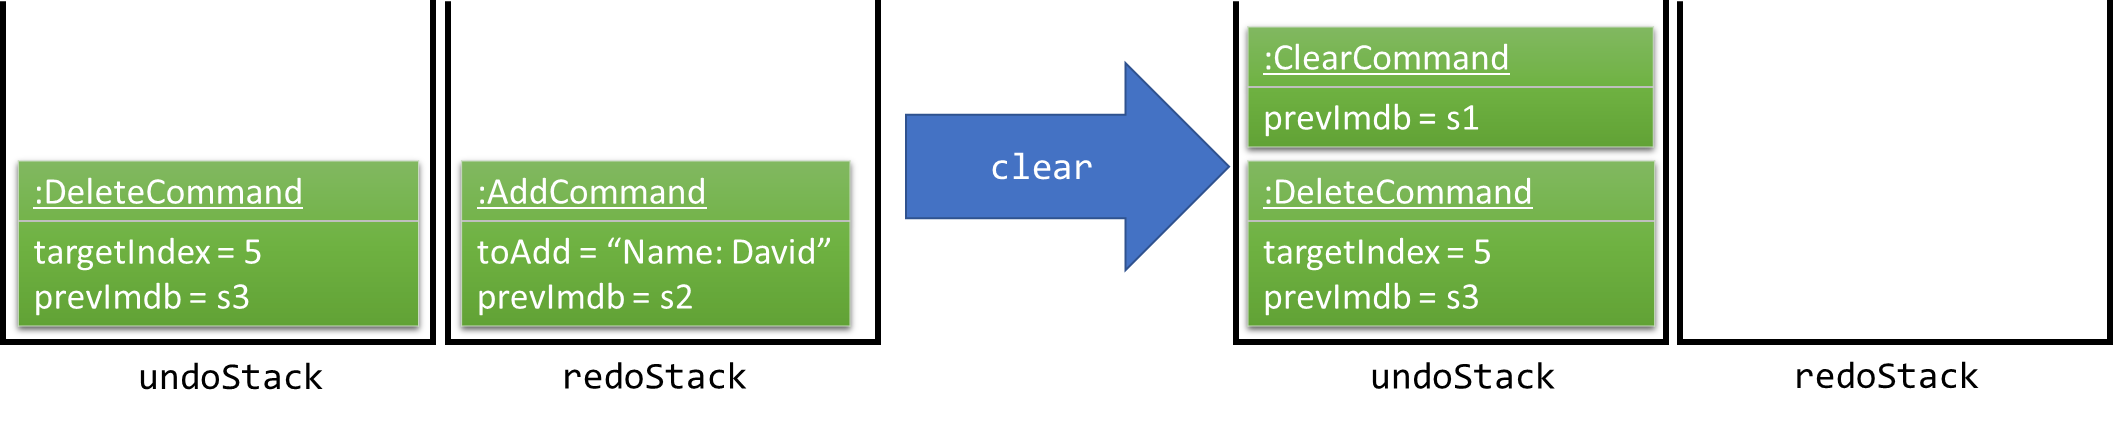 :DeleteCommand
targetIndex = 5
prevImdb = s3
undoStack
:AddCommand
toAdd = “Name: David”
prevImdb = s2
redoStack
clear
:ClearCommand
prevImdb = s1
:DeleteCommand
targetIndex = 5
prevImdb = s3
undoStack
redoStack